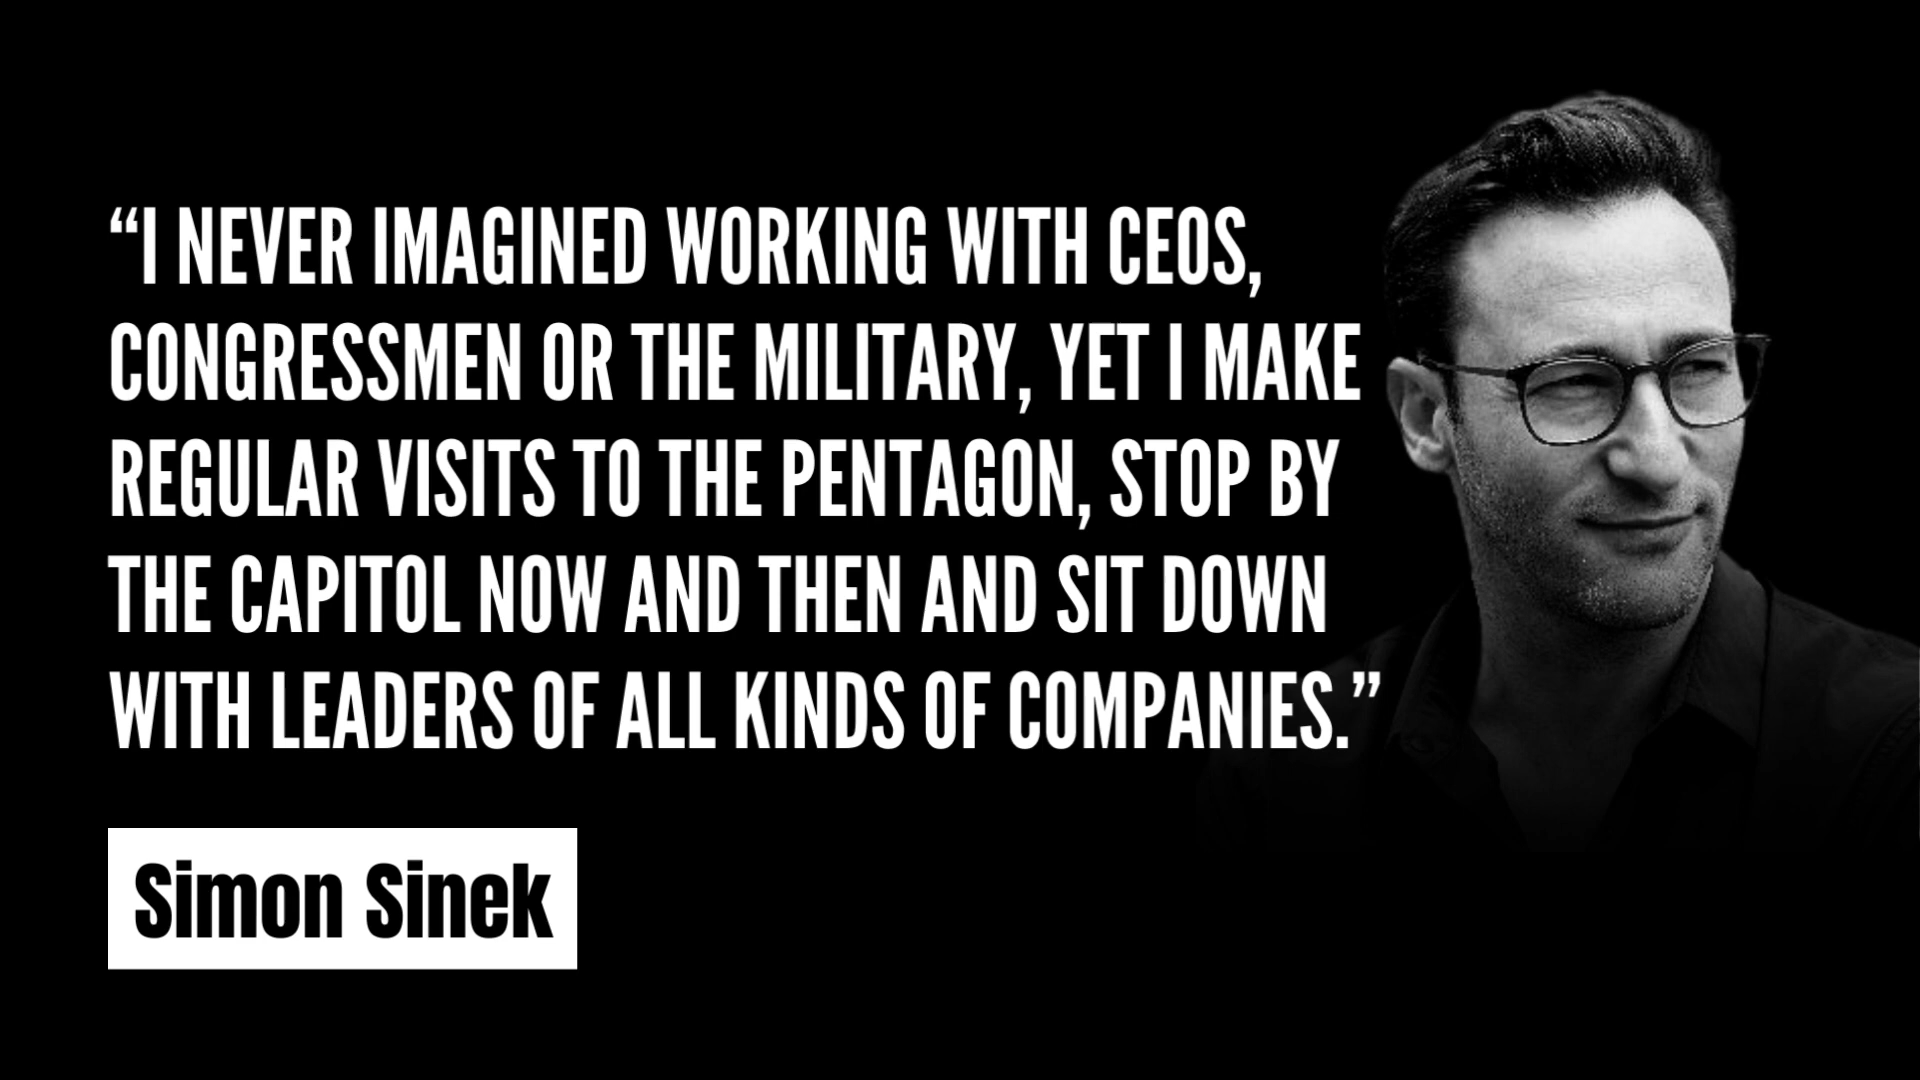 “I NEVER IMAGINED WORKING WITH CEOS,
CONGRESSMEN OR THE MILITARY, YET I MAKE
REGULAR VISITS TO THE PENTAGON, STOP BY
THE CAPITOL NOW AND THEN AND SIT DOWN
WITH LEADERS OF ALL KINDS OF COMPANIES.”
Simon Sinek